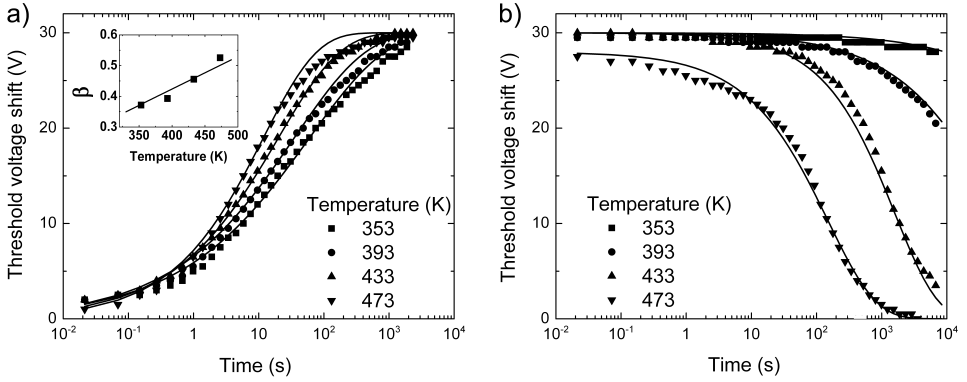 a)
Threshold voltage shift (V)
30
20
10
0
0.6
0.5
0.4
0.3
β
350 400 450 500
Temperature (K)
Temperature (K)
353
393
433
473
10⁻² 10⁻¹ 1 10 10² 10³ 10⁴
Time (s)
b)
Threshold voltage shift (V)
30
20
10
0
Temperature (K)
353
393
433
473
10⁻² 10⁻¹ 1 10 10² 10³ 10⁴
Time (s)